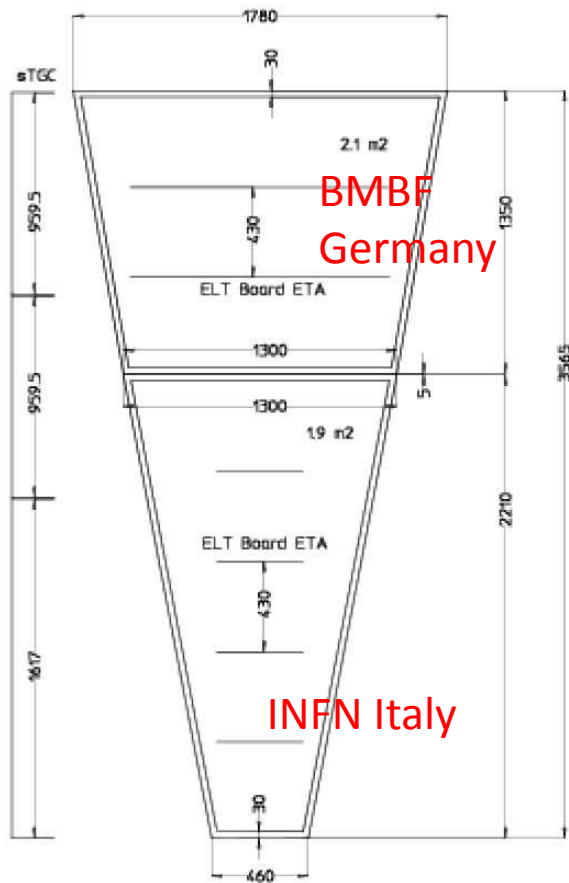 1780
30
sTGC
2.1 m2
BMBF
Germany
959.5
430
1350
ELT Board ETA
1300
3565
5
1300
959.5
1.9 m2
2210
ELT Board ETA
430
1617
INFN Italy
30
460